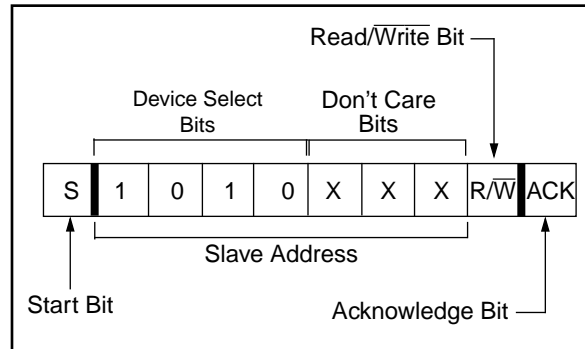 Read/Write Bit
Device Select Bits
Don't Care Bits
S 1 0 1 0 X X X R/W ACK
Slave Address
Start Bit
Acknowledge Bit